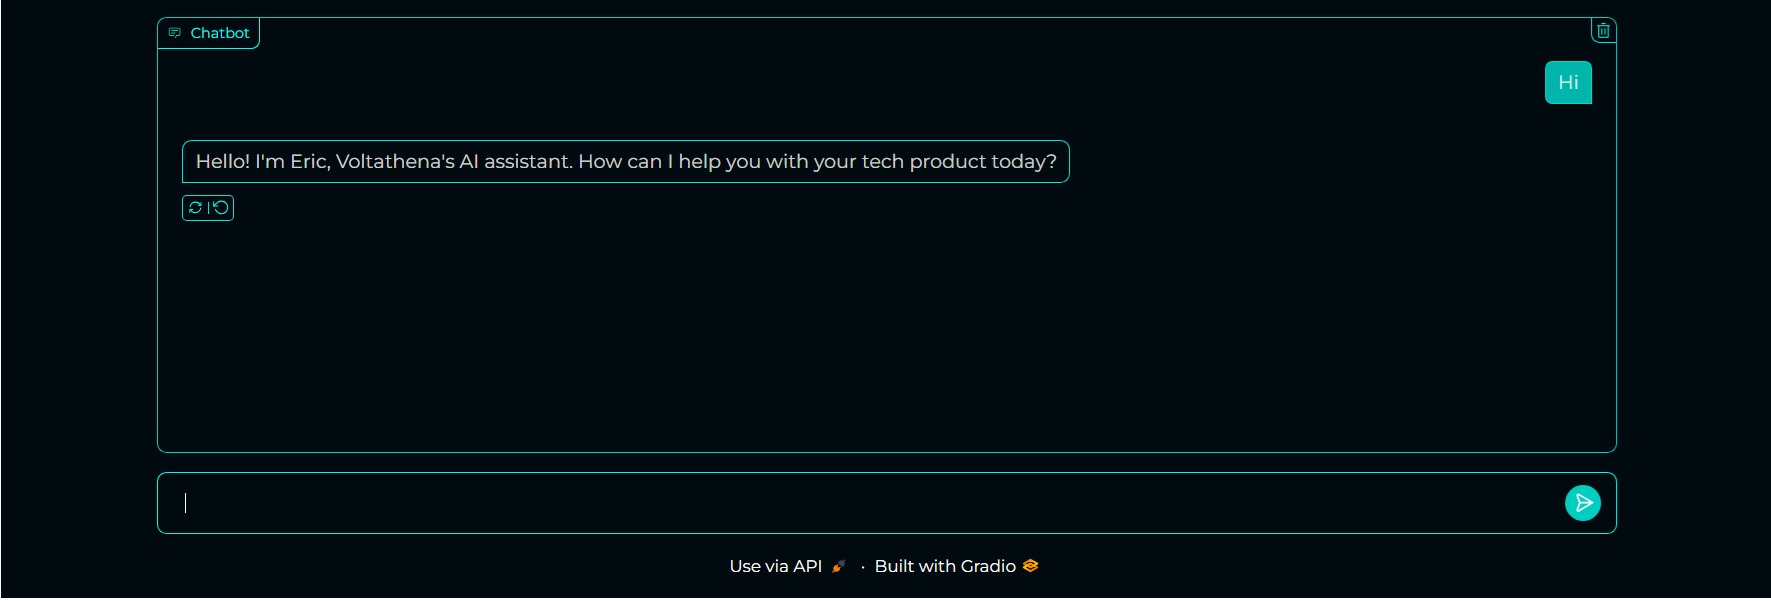 Chatbot
Hi
Hello! I'm Eric, Voltathena's AI assistant. How can I help you with your tech product today?
Use via API · Built with Gradio